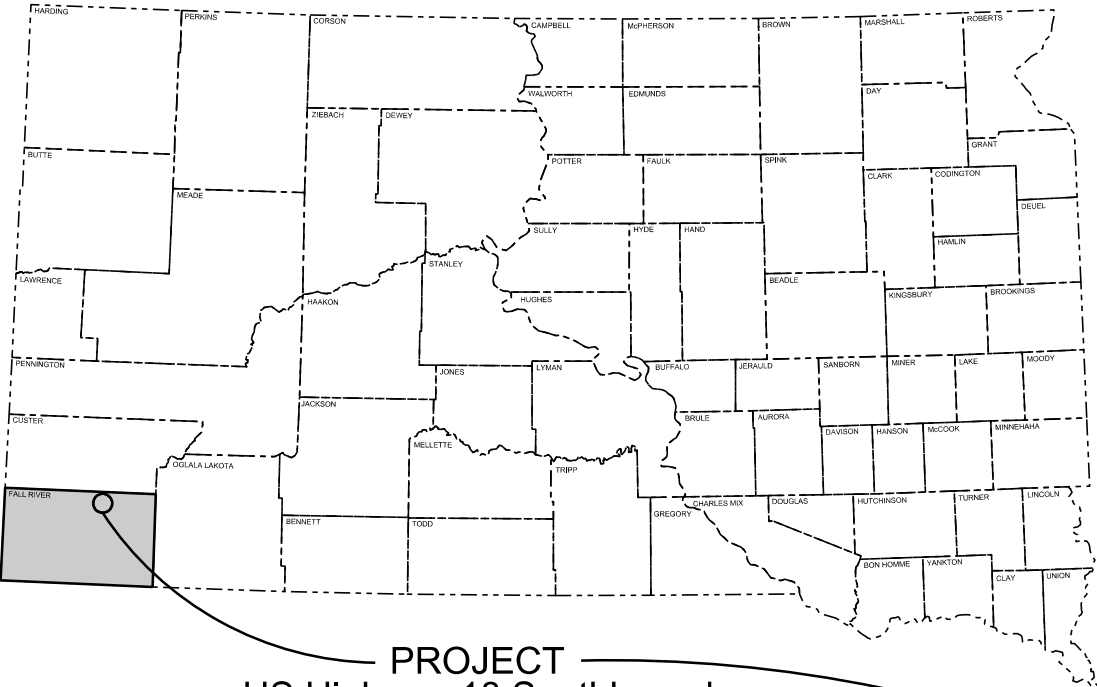 HARDING
PERKINS
CORSON
CAMPBELL
McPHERSON
BROWN
MARSHALL
ROBERTS
WALWORTH
EDMUNDS
DAY
ZIEBACH
DEWEY
GRANT
BUTTE
POTTER
FAULK
SPINK
CLARK
CODINGTON
MEADE
DEUEL
SULLY
HYDE
HAND
HAMLIN
STANLEY
LAWRENCE
BEADLE
HAAKON
HUGHES
KINGSBURY
BROOKINGS
PENNINGTON
JONES
LYMAN
BUFFALO
JERAULD
SANBORN
MINER
LAKE
MOODY
JACKSON
CUSTER
BRULE
AURORA
DAVISON
HANSON
McCOOK
MINNEHAHA
MELLETTE
OGLALA LAKOTA
TRIPP
FALL RIVER
GREGORY
CHARLES MIX
DOUGLAS
HUTCHINSON
TURNER
LINCOLN
BENNETT
TODD
BON HOMME
YANKTON
CLAY
UNION
PROJECT
US Highway